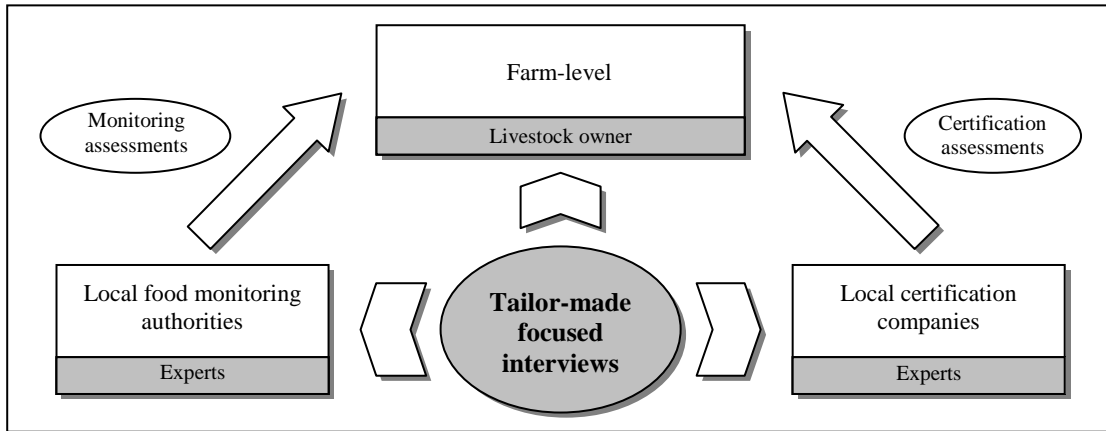 Farm-level
Livestock owner
Monitoring
assessments
Certification
assessments
Local food monitoring
authorities
Experts
Tailor-made
focused
interviews
Local certification
companies
Experts